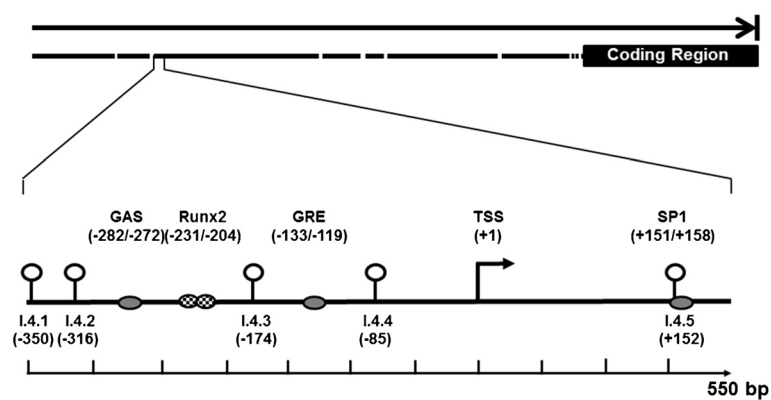 Coding Region
GAS Runx2 GRE TSS SP1
(-282/-272)(-231/-204) (-133/-119) (+1) (+151/+158)
I.4.1 I.4.2 I.4.3 I.4.4 I.4.5
(-350) (-316) (-174) (-85) (+152)
550 bp